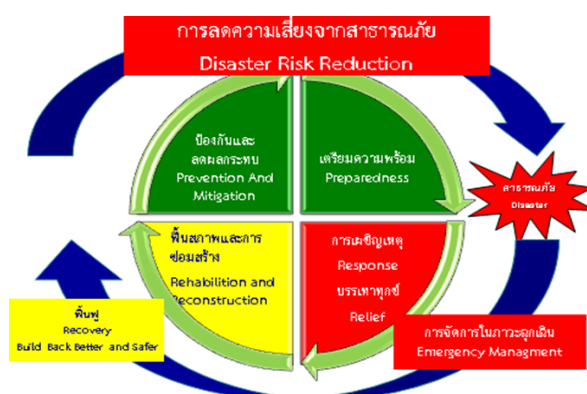 การลดความเสี่ยงจากสาธารณภัย
Disaster Risk Reduction
ป้องกันและ
ลดผลกระทบ
Prevention And
Mitigation
เตรียมความพร้อม
Preparedness
สาธารณภัย
Disaster
ฟื้นสภาพและการ
ซ่อมสร้าง
Rehabilition and
Reconstruction
การเผชิญเหตุ
Response
บรรเทาทุกข์
Relief
ฟื้นฟู
Recovery
Build Back Better and Safer
การจัดการในภาวะฉุกเฉิน
Emergency Managment